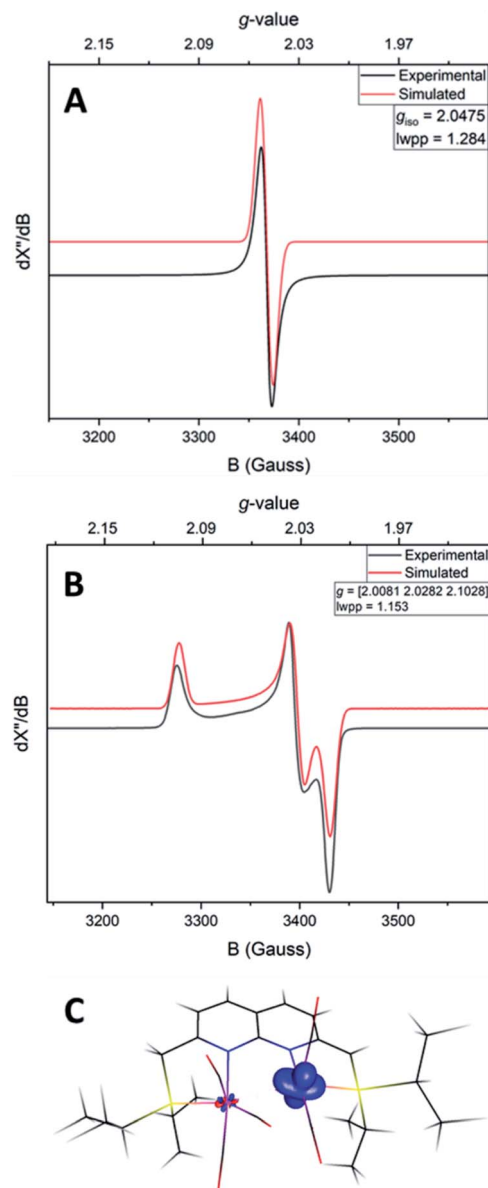 g-value
2.15 2.09 2.03 1.97
A
Experimental
Simulated
giso = 2.0475
lwpp = 1.284
dX"/dB
3200 3300 3400 3500
B (Gauss)
g-value
2.15 2.09 2.03 1.97
B
Experimental
Simulated
g = [2.0081 2.0282 2.1028]
lwpp = 1.153
dX"/dB
3200 3300 3400 3500
B (Gauss)
C